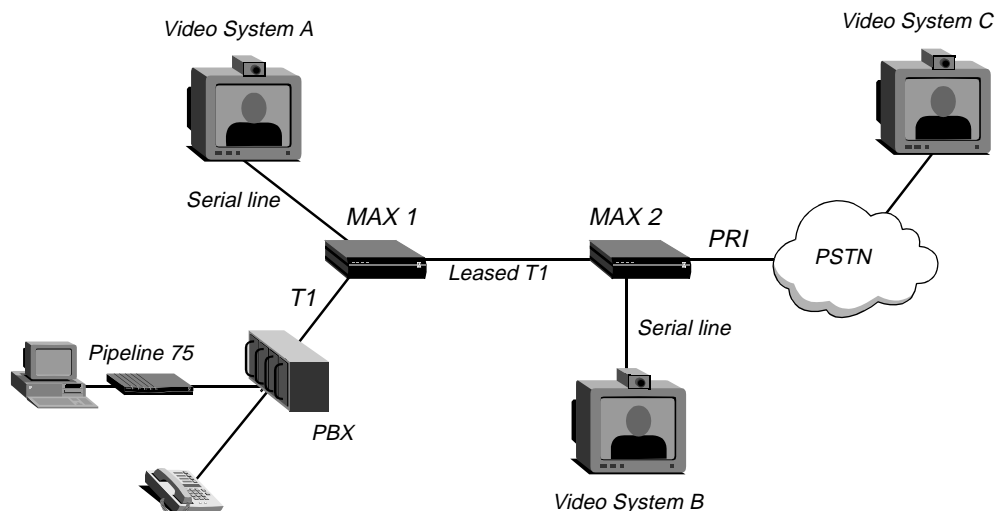 Video System A
Video System C
Serial line
MAX 1
MAX 2
PRI
PSTN
Leased T1
T1
Serial line
Pipeline 75
PBX
Video System B